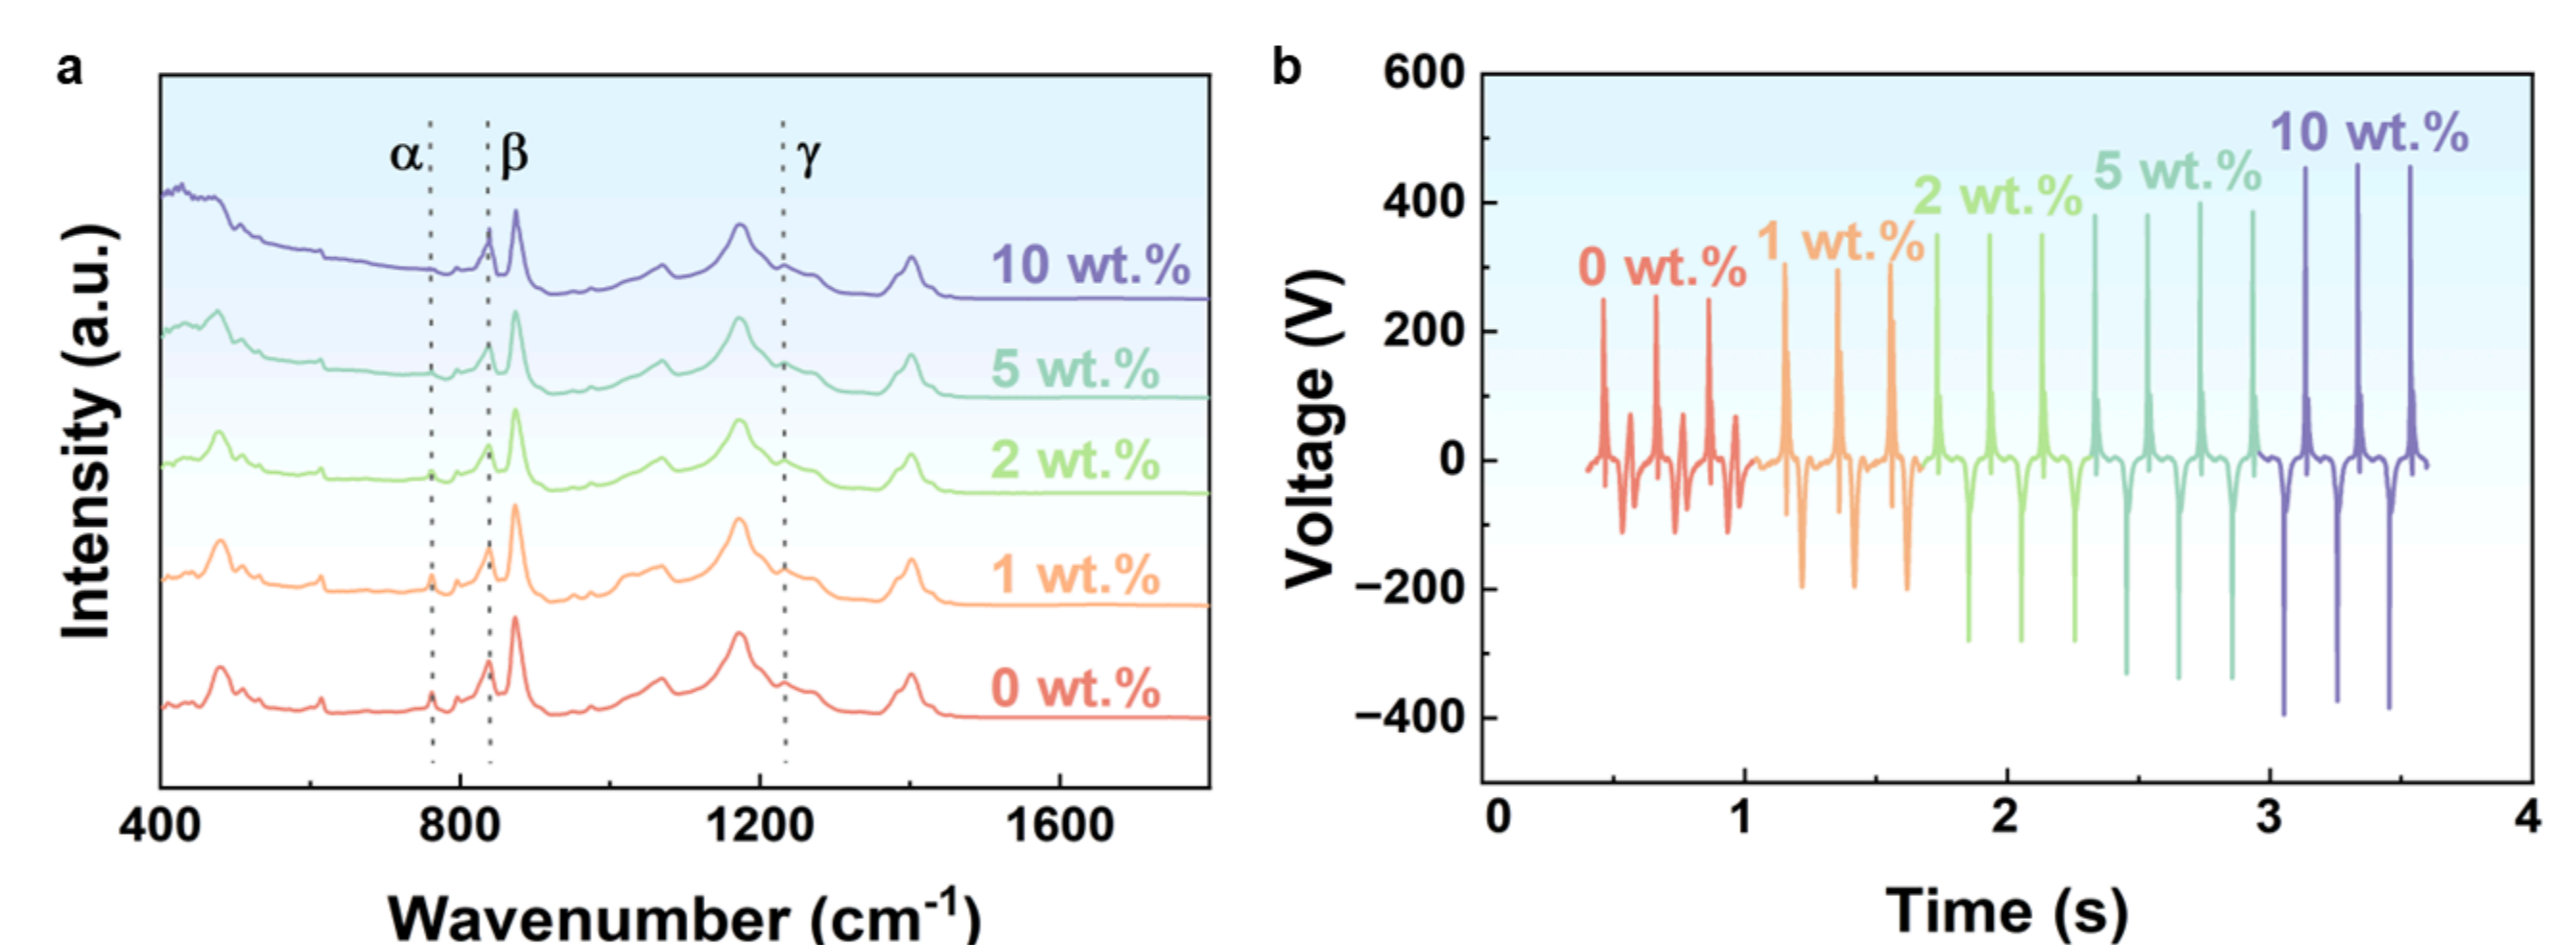 a
α
β
γ
10 wt.%
5 wt.%
2 wt.%
1 wt.%
0 wt.%
Intensity (a.u.)
400
800
1200
1600
Wavenumber (cm⁻¹)
b
600
400
200
0
−200
−400
Voltage (V)
0 wt.%
1 wt.%
2 wt.%
5 wt.%
10 wt.%
0
1
2
3
4
Time (s)